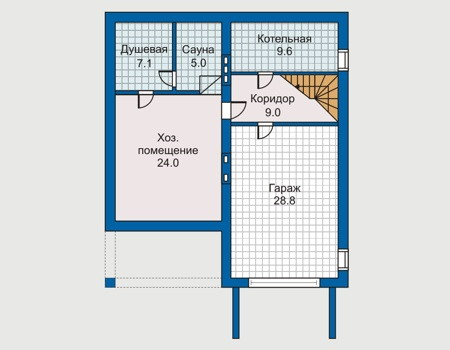 Душевая
7.1
Сауна
5.0
Котельная
9.6
Коридор
9.0
Хоз.
помещение
24.0
Гараж
28.8